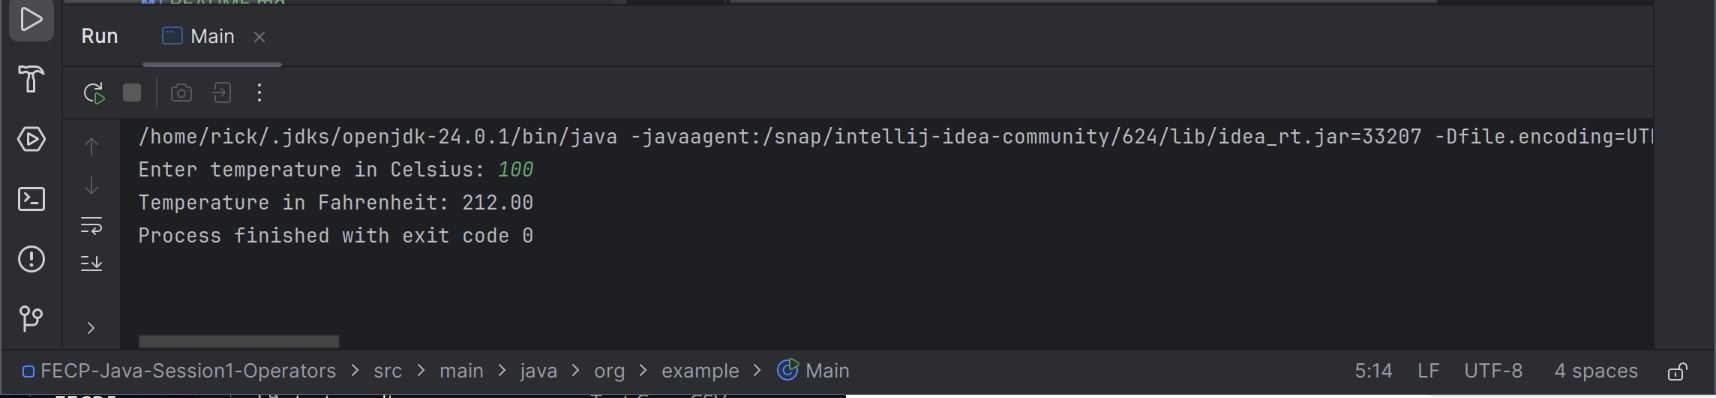 README.md
Run Main
/home/rick/.jdks/openjdk-24.0.1/bin/java -javaagent:/snap/intellij-idea-community/624/lib/idea_rt.jar=33207 -Dfile.encoding=UT
Enter temperature in Celsius: 100
Temperature in Fahrenheit: 212.00
Process finished with exit code 0
FECP-Java-Session1-Operators > src > main > java > org > example > Main 5:14 LF UTF-8 4 spaces